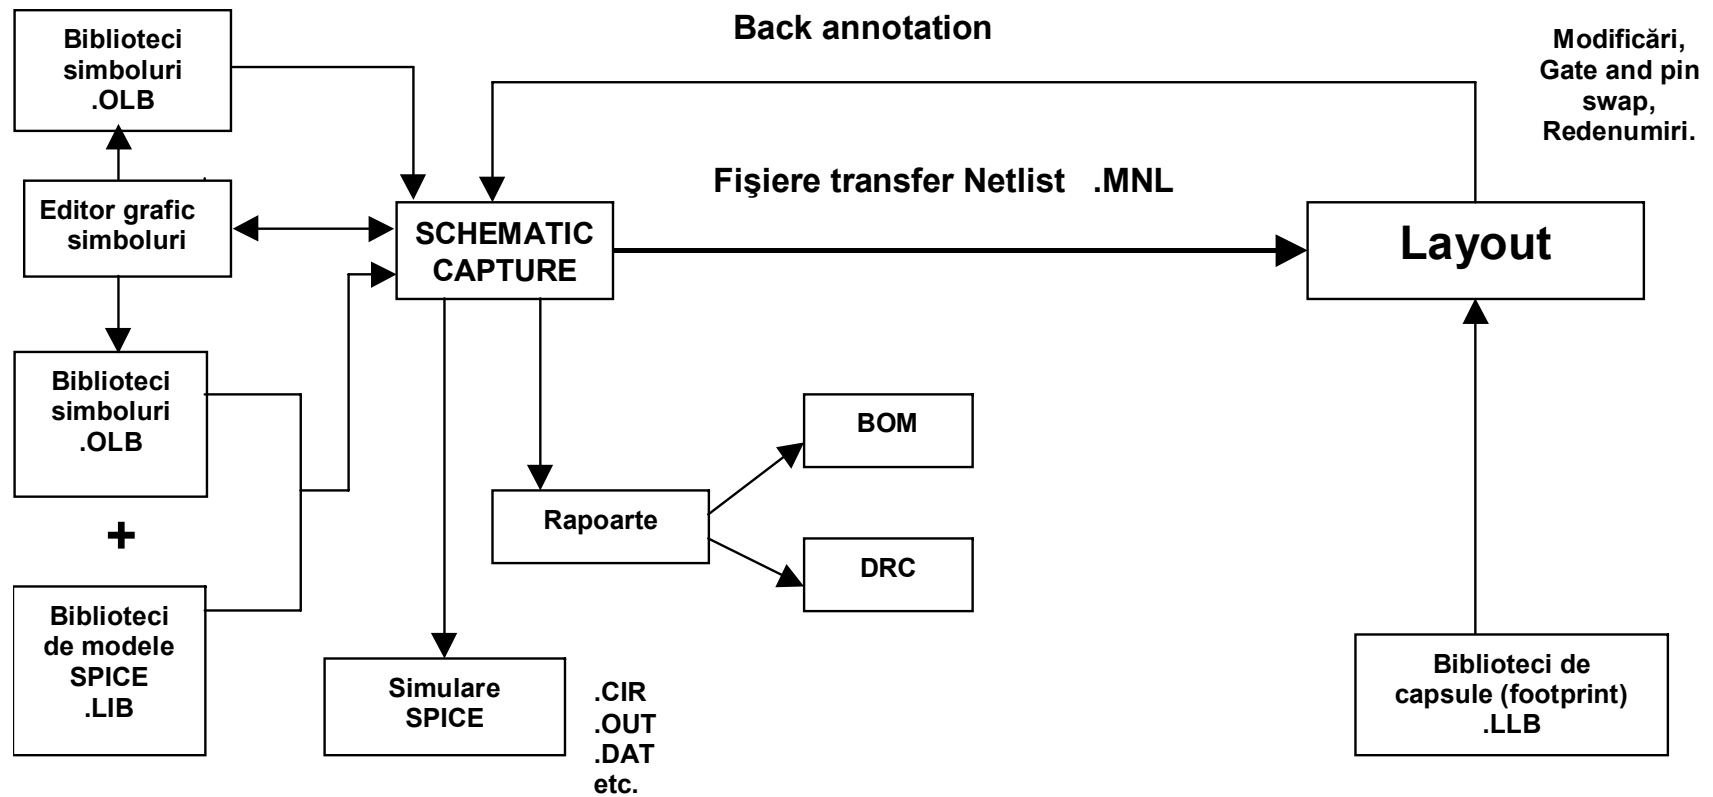 Biblioteci
simboluri
.OLB
Back annotation
Modificări,
Gate and pin
swap,
Redenumiri.
Fişiere transfer Netlist .MNL
Editor grafic
simboluri
SCHEMATIC
CAPTURE
Layout
Biblioteci
simboluri
.OLB
+
BOM
Rapoarte
DRC
Biblioteci
de modele
SPICE
.LIB
Simulare
SPICE
.CIR
.OUT
.DAT
etc.
Biblioteci de
capsule (footprint)
.LLB